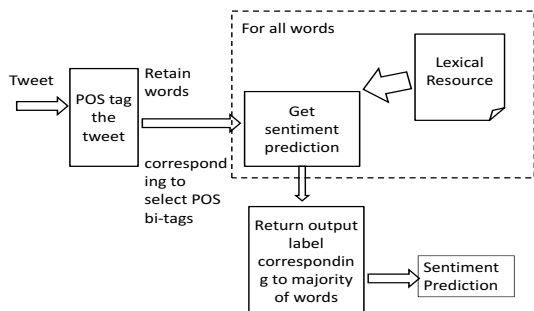 For all words
Tweet
POS tag
the
tweet
Retain
words
correspond
ing to
select POS
bi-tags
Get
sentiment
prediction
Lexical
Resource
Return output
label
correspondin
g to majority
of words
Sentiment
Prediction